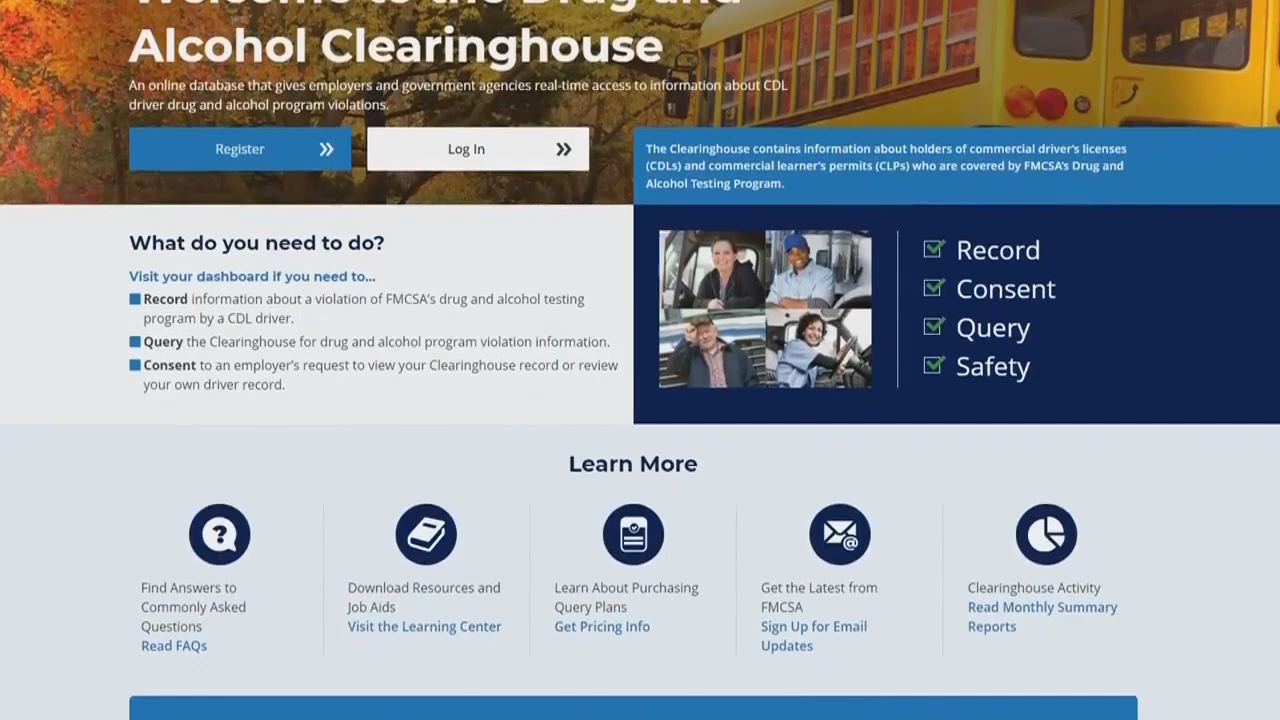 Welcome to the Drug and
Alcohol Clearinghouse
An online database that gives employers and government agencies real-time access to information about CDL
driver drug and alcohol program violations.
Register
Log In
The Clearinghouse contains information about holders of commercial driver's licenses
(CDLs) and commercial learner's permits (CLPs) who are covered by FMCSA's Drug and
Alcohol Testing Program.
What do you need to do?
Visit your dashboard if you need to...
Record information about a violation of FMCSA's drug and alcohol testing
program by a CDL driver.
Query the Clearinghouse for drug and alcohol program violation information.
Consent to an employer's request to view your Clearinghouse record or review
your own driver record.
Record
Consent
Query
Safety
Learn More
Find Answers to
Commonly Asked
Questions
Read FAQs
Download Resources and
Job Aids
Visit the Learning Center
Learn About Purchasing
Query Plans
Get Pricing Info
Get the Latest from
FMCSA
Sign Up for Email
Updates
Clearinghouse Activity
Read Monthly Summary
Reports